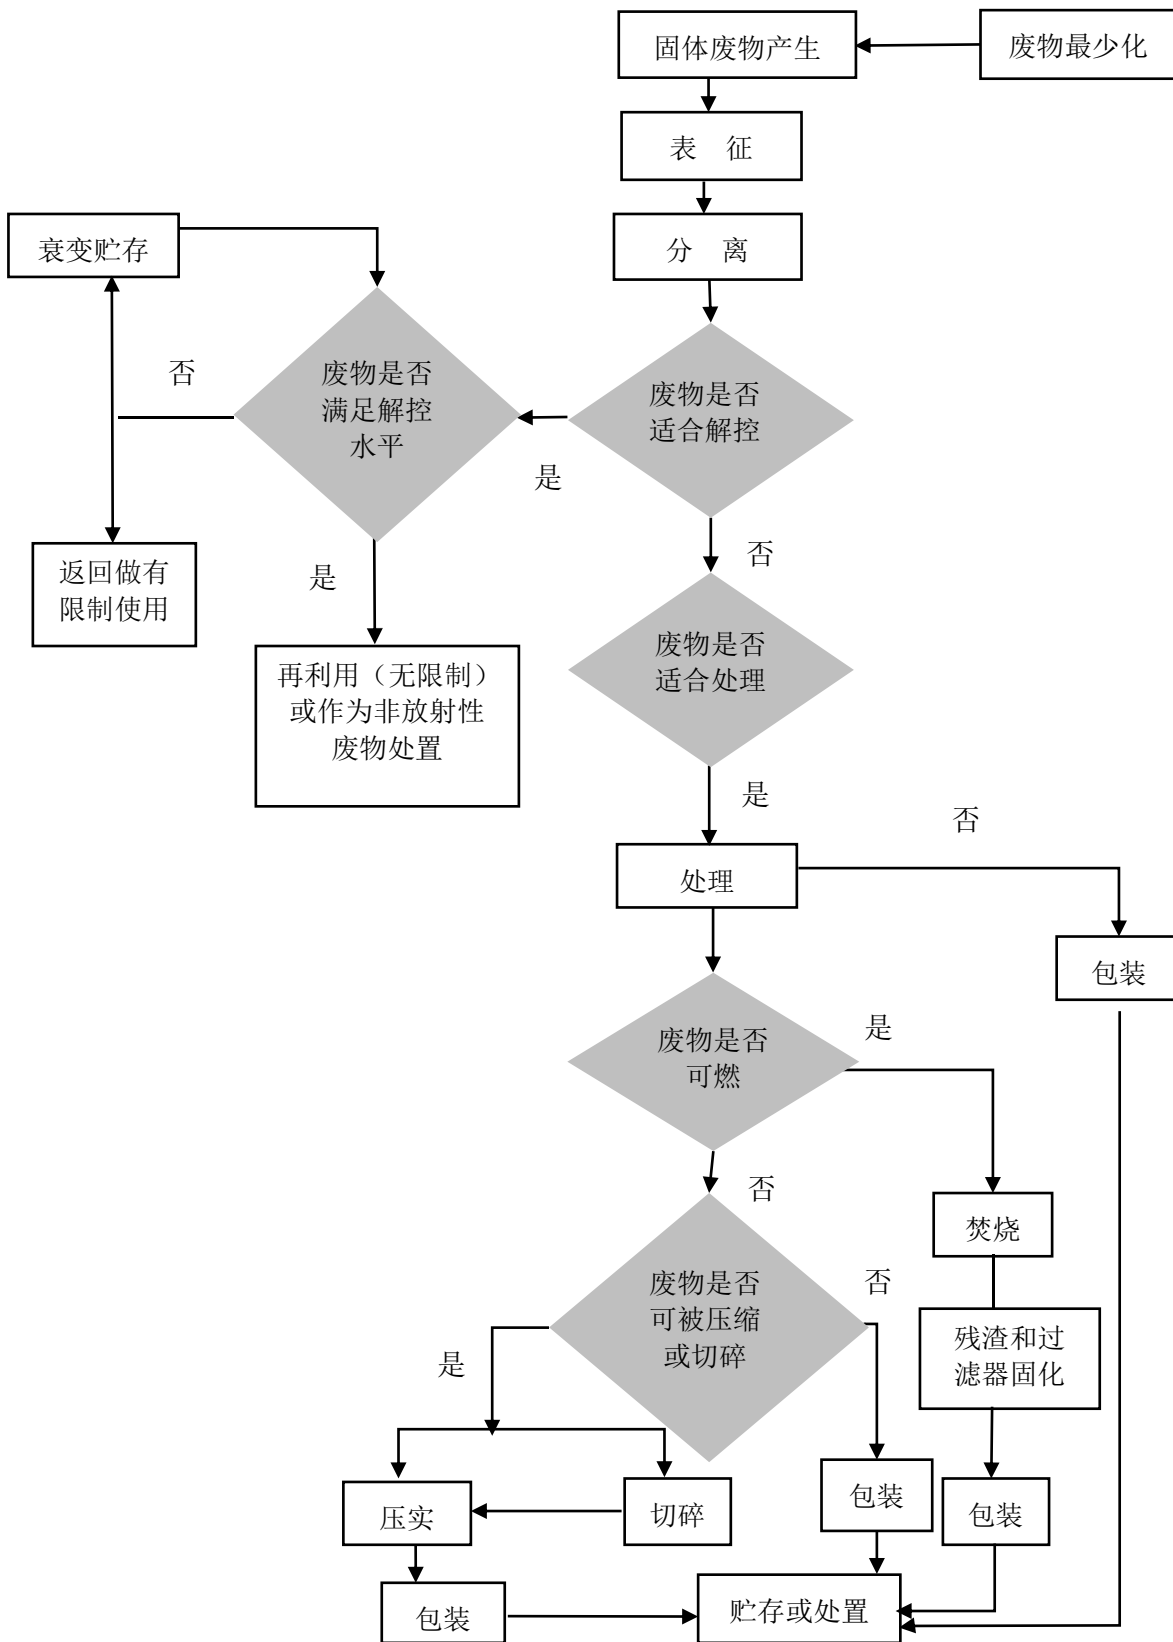 固体废物产生
废物最少化
表 征
分 离
衰变贮存
否
废物是否
满足解控
水平
废物是否
适合解控
是
否
返回做有
限制使用
是
再利用（无限制）
或作为非放射性
废物处置
废物是否
适合处理
是
否
处理
包装
废物是否
可燃
是
否
焚烧
废物是否
可被压缩
或切碎
否
是
残渣和过
滤器固化
压实
切碎
包装
包装
包装
贮存或处置